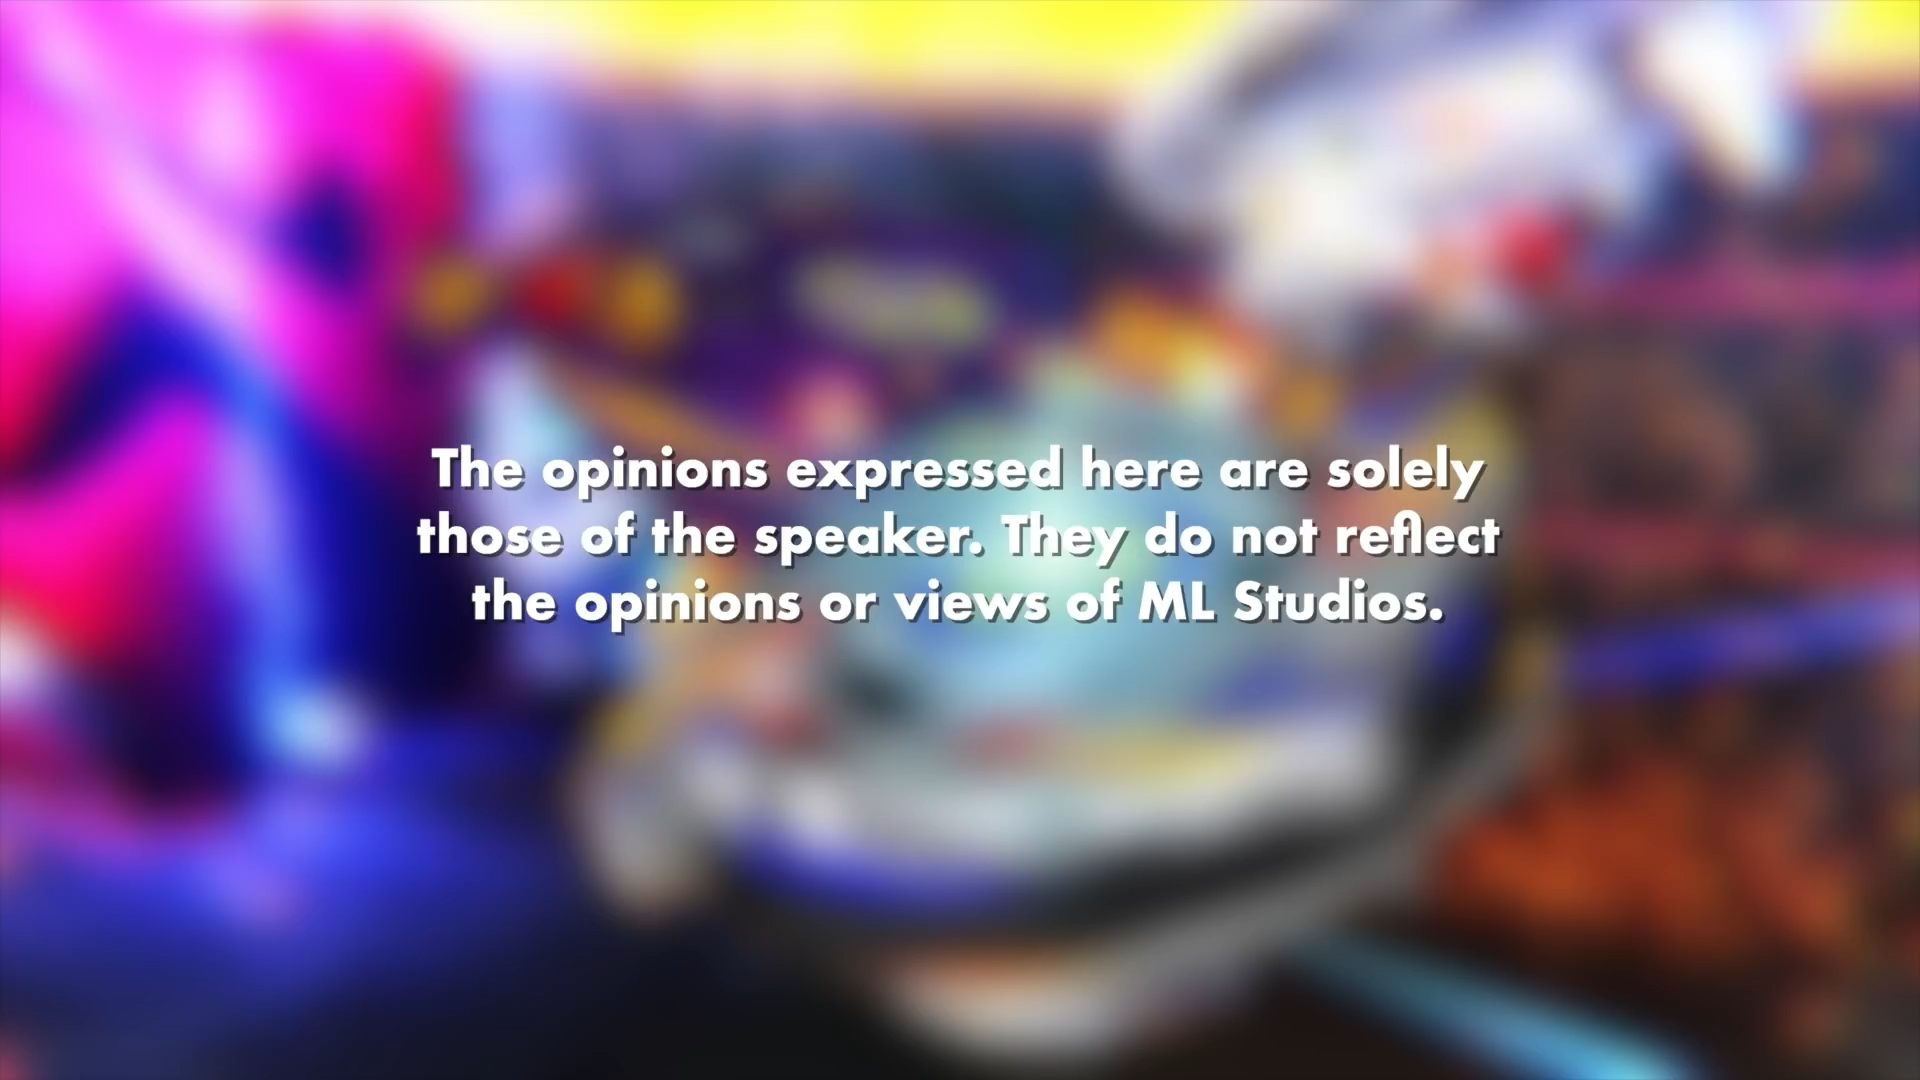 The opinions expressed here are solely
those of the speaker. They do not reflect
the opinions or views of ML Studios.